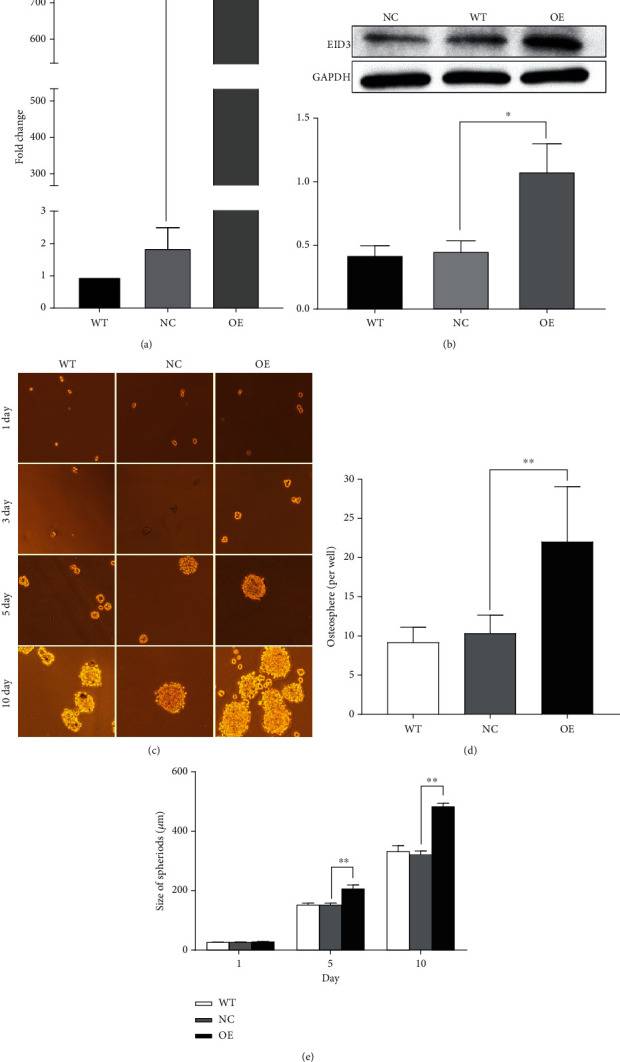 700
600
500
400
300
3
2
1
0
Fold change
WT NC OE
(a)
NC WT OE
EID3
GAPDH
1.5
1.0
0.5
0.0
*
WT NC OE
(b)
WT NC OE
1 day
3 day
5 day
10 day
(c)
30
25
20
15
10
5
0
Osteosphere (per well)
**
WT NC OE
(d)
600
400
200
0
Size of spheriods (μm)
**
**
1 5 10
Day
WT
NC
OE
(e)